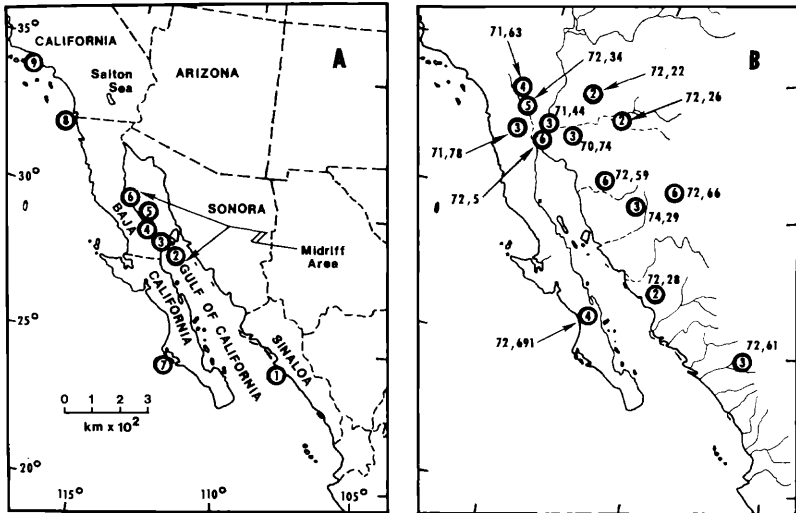 35°
CALIFORNIA
A
9
Salton
Sea
ARIZONA
8
30°
6
SONORA
5
BAJA
4
3
Midriff
Area
2
GULF OF CALIFORNIA
CALIFORNIA
25°
SINALOA
7
1
0 1 2 3
km x 10²
20°
115°
110°
105°
B
71,63
72,34
72,22
4
5
2
72,26
71,44
3
3
2
6
3
70,74
71,78
72,5
72,59
6
6
72,66
3
74,29
72,28
2
4
72,691
72,61
3